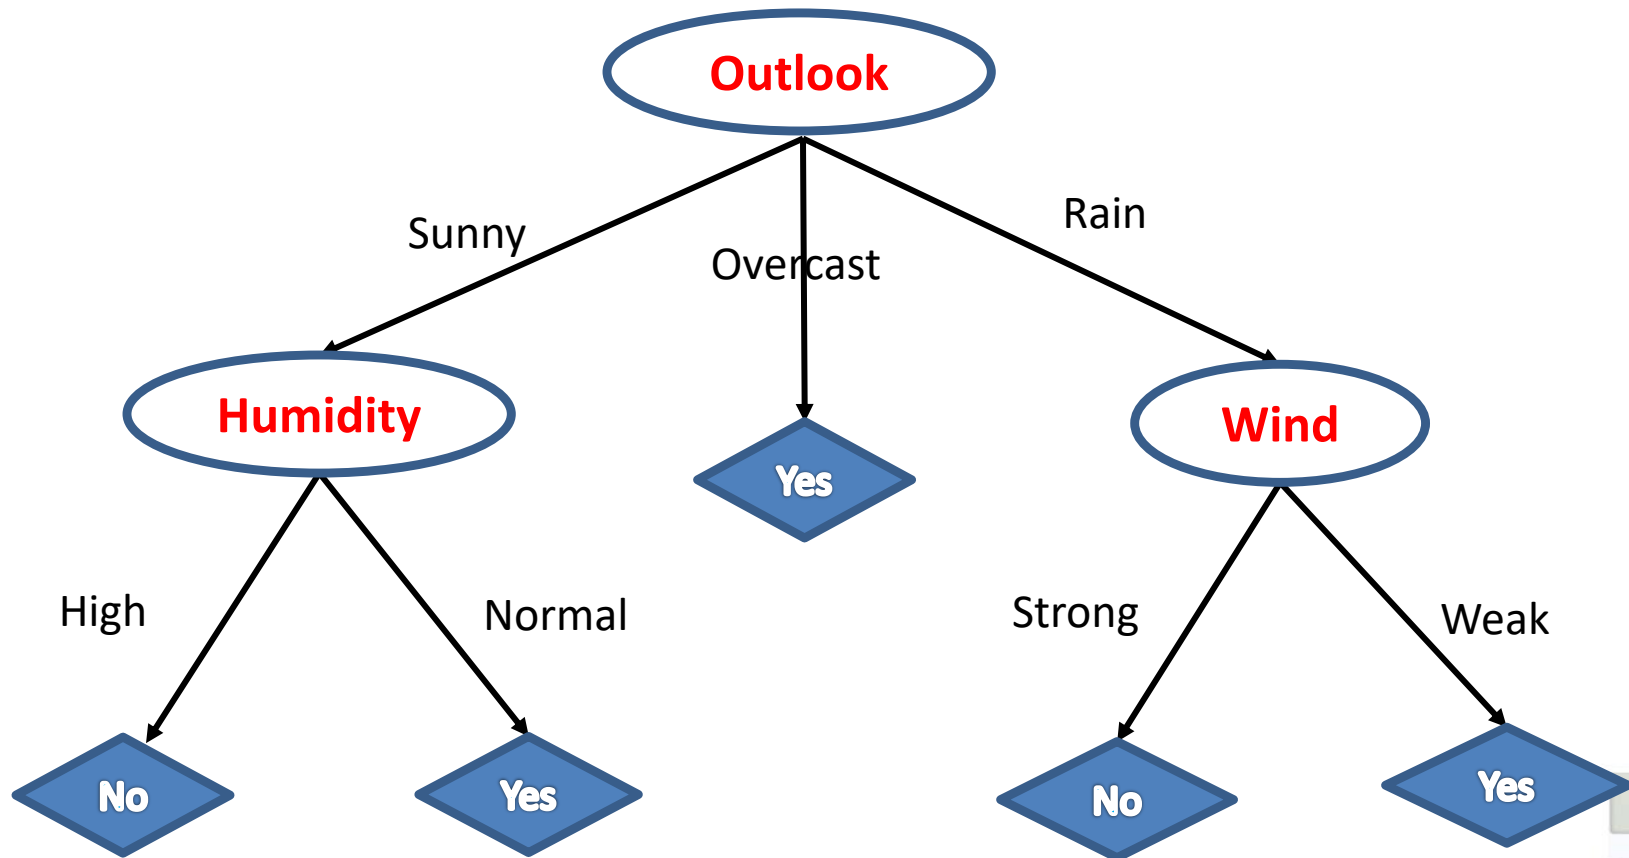 Outlook
Sunny
Overcast
Rain
Humidity
Yes
Wind
High
Normal
Strong
Weak
No
Yes
No
Yes